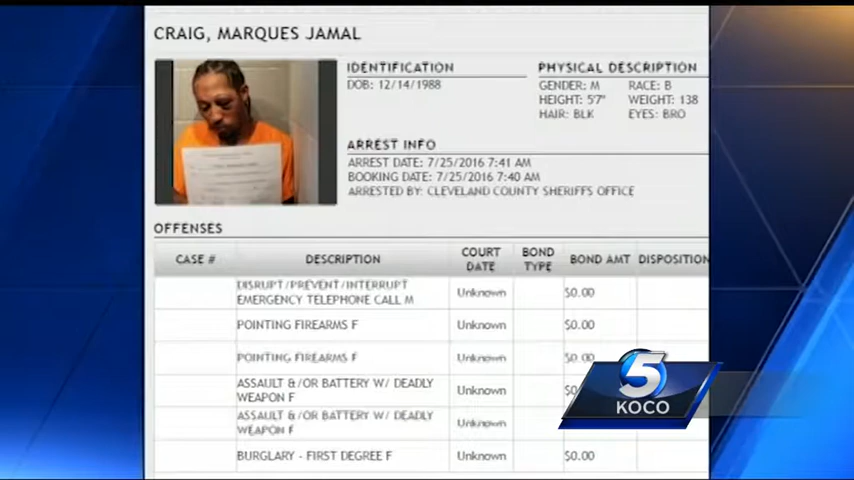 CRAIG, MARQUES JAMAL
IDENTIFICATION
DOB: 12/14/1988
PHYSICAL DESCRIPTION
GENDER: M RACE: B
HEIGHT: 5'7" WEIGHT: 138
HAIR: BLK EYES: BRO
ARREST INFO
ARREST DATE: 7/25/2016 7:41 AM
BOOKING DATE: 7/25/2016 7:40 AM
ARRESTED BY: CLEVELAND COUNTY SHERIFFS OFFICE
OFFENSES
CASE # DESCRIPTION COURT DATE BOND TYPE BOND AMT DISPOSITION
DISRUPT/PREVENT/INTERRUPT
EMERGENCY TELEPHONE CALL M Unknown $0.00
POINTING FIREARMS F Unknown $0.00
POINTING FIREARMS F Unknown $0.00
ASSAULT &/OR BATTERY W/ DEADLY
WEAPON F Unknown
ASSAULT &/OR BATTERY W/ DEADLY
WEAPON F Unknown
BURGLARY - FIRST DEGREE F Unknown $0.00
5
KOCO